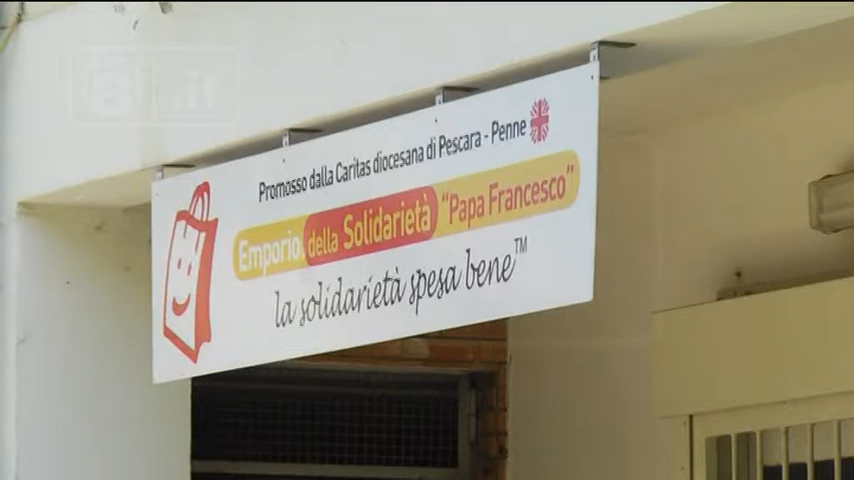 Promosso dalla Caritas diocesana di Pescara - Penne
Emporio della Solidarietà "Papa Francesco"
la solidarietà spesa bene™